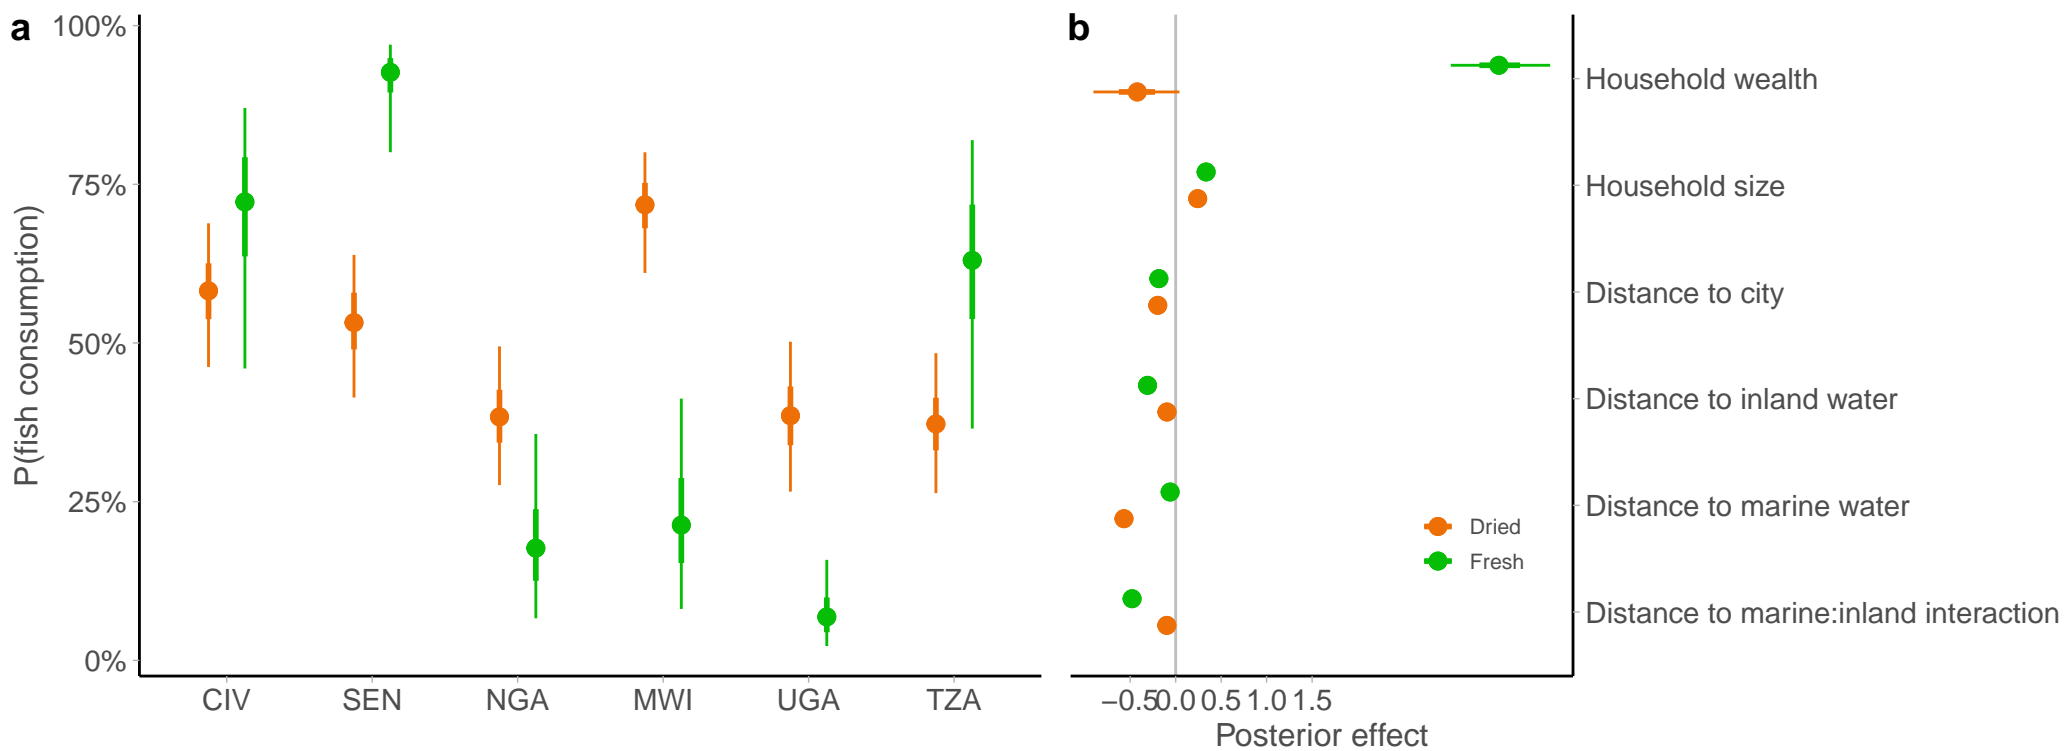 a
100%
75%
50%
25%
0%
P(fish consumption)
CIV SEN NGA MWI UGA TZA
b
Household wealth
Household size
Distance to city
Distance to inland water
Distance to marine water
Distance to marine:inland interaction
Dried
Fresh
−0.5 0.0 0.5 1.0 1.5
Posterior effect